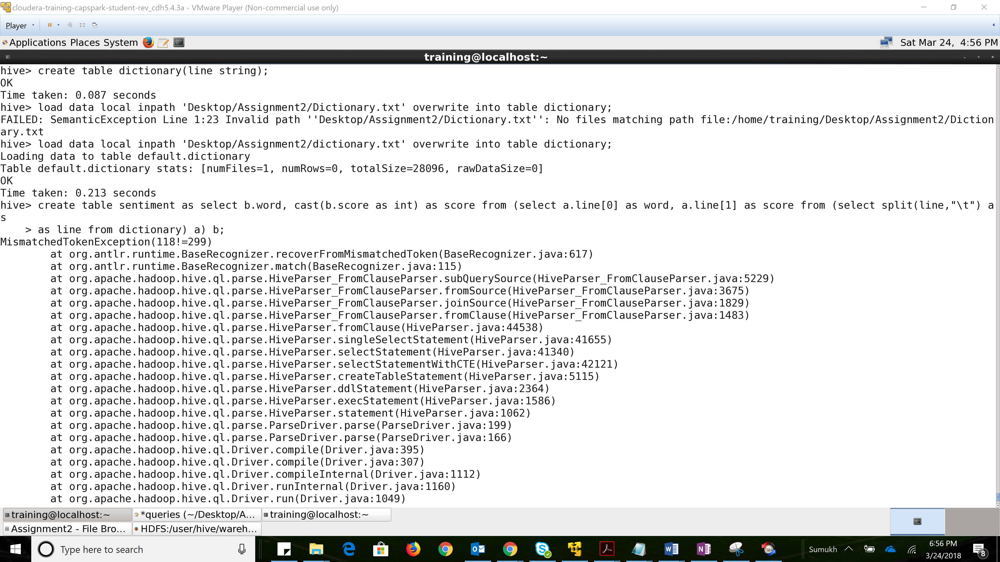 cloudera-training-capspark-student-rev_cdh5.4.3a - VMware Player (Non-commercial use only)
Player
Applications Places System
Sat Mar 24, 4:56 PM
training@localhost:~
hive> create table dictionary(line string);
OK
Time taken: 0.087 seconds
hive> load data local inpath 'Desktop/Assignment2/Dictionary.txt' overwrite into table dictionary;
FAILED: SemanticException Line 1:23 Invalid path ''Desktop/Assignment2/Dictionary.txt'': No files matching path file:/home/training/Desktop/Assignment2/Diction
ary.txt
hive> load data local inpath 'Desktop/Assignment2/dictionary.txt' overwrite into table dictionary;
Loading data to table default.dictionary
Table default.dictionary stats: [numFiles=1, numRows=0, totalSize=28096, rawDataSize=0]
OK
Time taken: 0.213 seconds
hive> create table sentiment as select b.word, cast(b.score as int) as score from (select a.line[0] as word, a.line[1] as score from (select split(line,"\t") a
s
    > as line from dictionary) a) b;
MismatchedTokenException(118!=299)
        at org.antlr.runtime.BaseRecognizer.recoverFromMismatchedToken(BaseRecognizer.java:617)
        at org.antlr.runtime.BaseRecognizer.match(BaseRecognizer.java:115)
        at org.apache.hadoop.hive.ql.parse.HiveParser_FromClauseParser.subQuerySource(HiveParser_FromClauseParser.java:5229)
        at org.apache.hadoop.hive.ql.parse.HiveParser_FromClauseParser.fromSource(HiveParser_FromClauseParser.java:3675)
        at org.apache.hadoop.hive.ql.parse.HiveParser_FromClauseParser.joinSource(HiveParser_FromClauseParser.java:1829)
        at org.apache.hadoop.hive.ql.parse.HiveParser_FromClauseParser.fromClause(HiveParser_FromClauseParser.java:1483)
        at org.apache.hadoop.hive.ql.parse.HiveParser.fromClause(HiveParser.java:44538)
        at org.apache.hadoop.hive.ql.parse.HiveParser.singleSelectStatement(HiveParser.java:41655)
        at org.apache.hadoop.hive.ql.parse.HiveParser.selectStatement(HiveParser.java:41340)
        at org.apache.hadoop.hive.ql.parse.HiveParser.selectStatementWithCTE(HiveParser.java:42121)
        at org.apache.hadoop.hive.ql.parse.HiveParser.createTableStatement(HiveParser.java:5115)
        at org.apache.hadoop.hive.ql.parse.HiveParser.ddlStatement(HiveParser.java:2364)
        at org.apache.hadoop.hive.ql.parse.HiveParser.execStatement(HiveParser.java:1586)
        at org.apache.hadoop.hive.ql.parse.HiveParser.statement(HiveParser.java:1062)
        at org.apache.hadoop.hive.ql.parse.ParseDriver.parse(ParseDriver.java:199)
        at org.apache.hadoop.hive.ql.parse.ParseDriver.parse(ParseDriver.java:166)
        at org.apache.hadoop.hive.ql.Driver.compile(Driver.java:395)
        at org.apache.hadoop.hive.ql.Driver.compile(Driver.java:307)
        at org.apache.hadoop.hive.ql.Driver.compileInternal(Driver.java:1112)
        at org.apache.hadoop.hive.ql.Driver.runInternal(Driver.java:1160)
        at org.apache.hadoop.hive.ql.Driver.run(Driver.java:1049)
training@localhost:~
*queries (~/Desktop/A...
training@localhost:~
Assignment2 - File Bro...
HDFS:/user/hive/wareh...
Type here to search
Sumukh
6:56 PM
3/24/2018
8